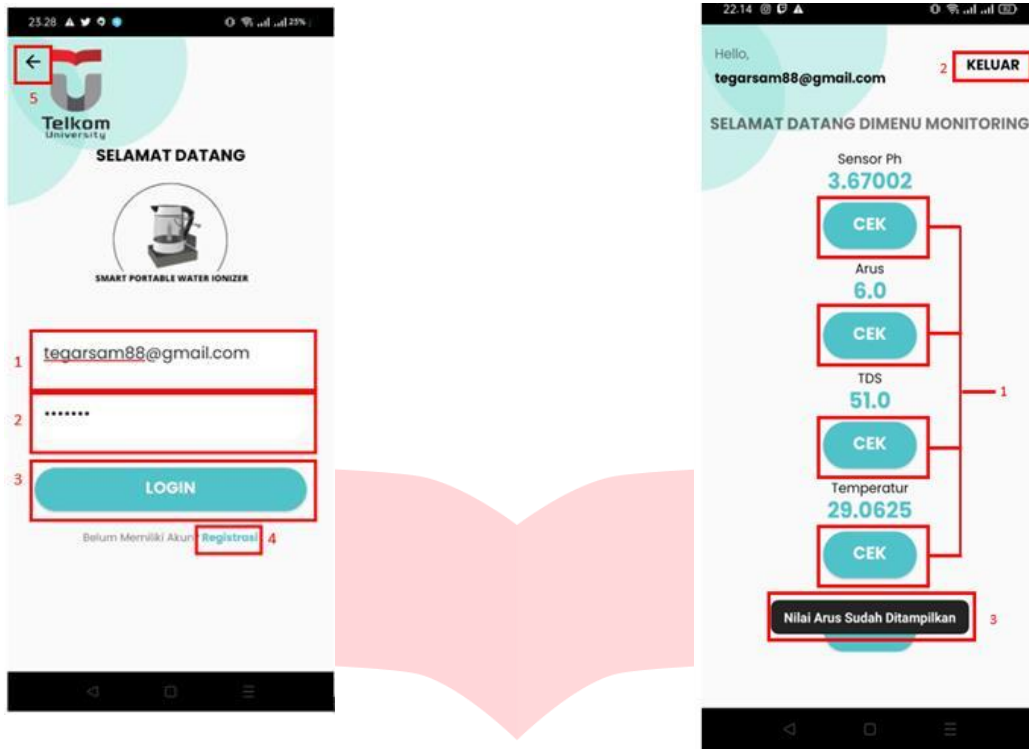 23.28
25%
5
Telkom
University
SELAMAT DATANG
SMART PORTABLE WATER IONIZER
1
tegarsam88@gmail.com
2
•••••••
3
LOGIN
Belum Memiliki Akun? Registrasi
4
22.14
Hello,
tegarsam88@gmail.com
2
KELUAR
SELAMAT DATANG DIMENU MONITORING
Sensor Ph
3.67002
CEK
Arus
6.0
CEK
TDS
51.0
CEK
1
Temperatur
29.0625
CEK
Nilai Arus Sudah Ditampilkan
3